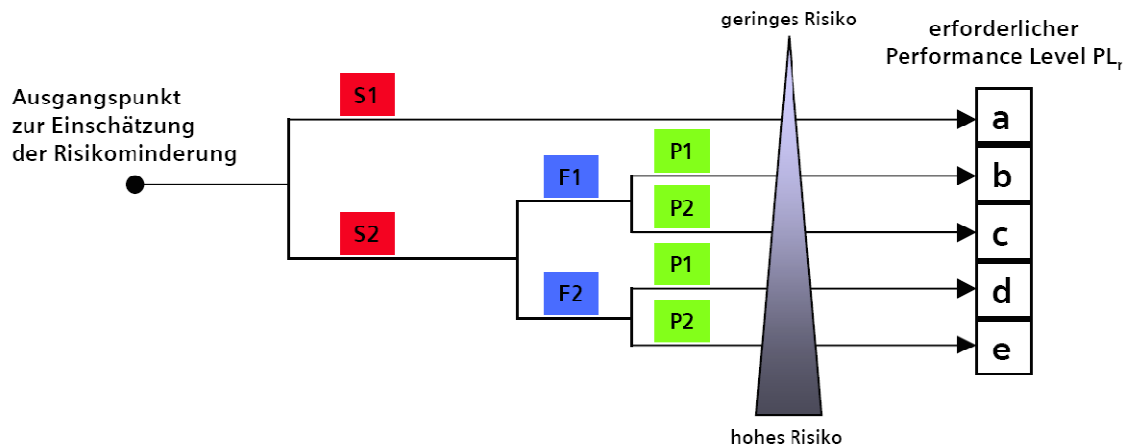 geringes Risiko
erforderlicher
Performance Level PLr
Ausgangspunkt
zur Einschätzung
der Risikominderung
S1
a
P1
F1
b
P2
S2
c
P1
F2
d
P2
e
hohes Risiko